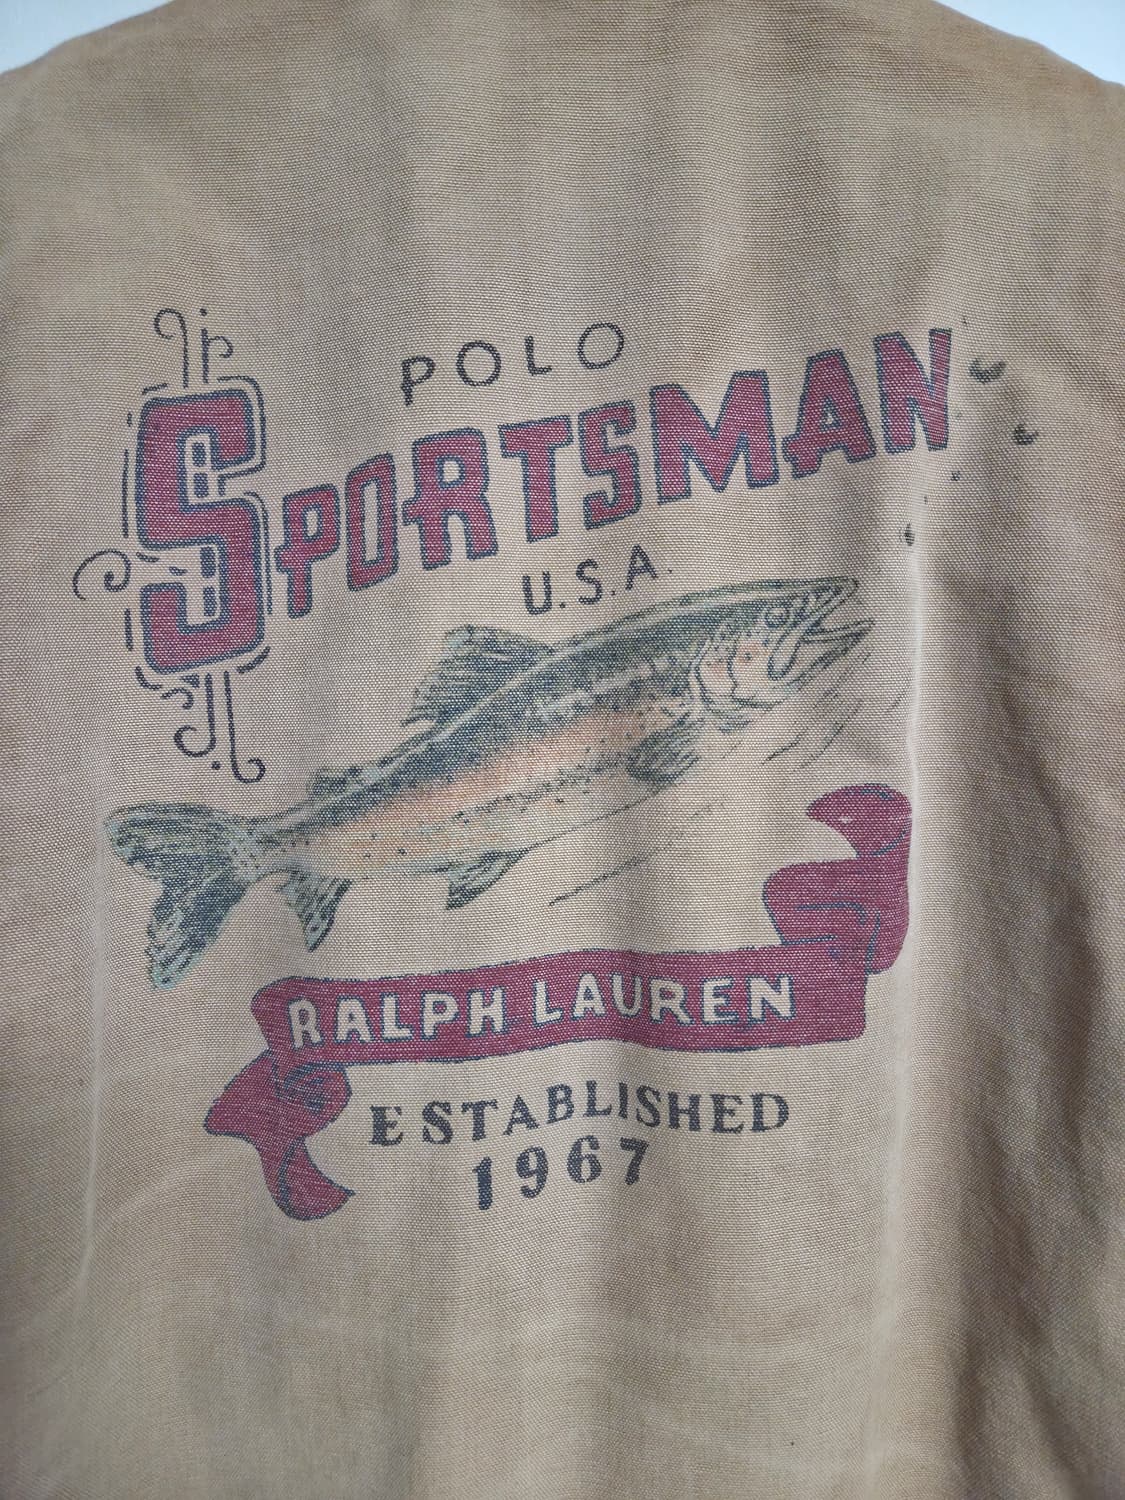 POLO
SPORTSMAN
U.S.A.
RALPH LAUREN
ESTABLISHED
1967